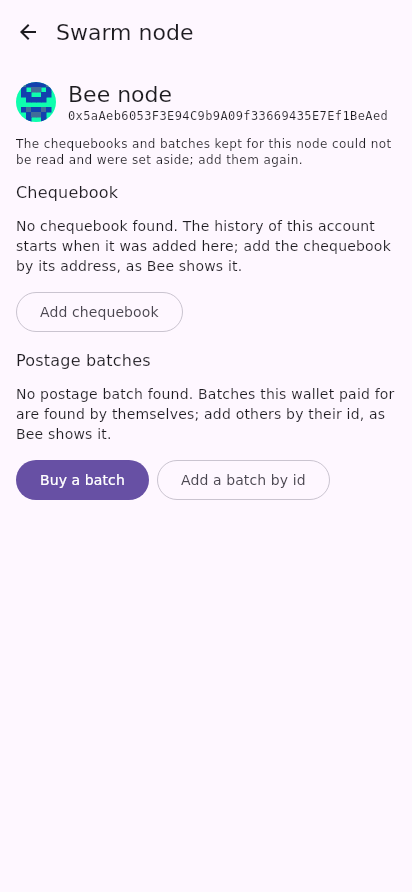 Swarm node
Bee node
0x5aAeb6053F3E94C9b9A09f33669435E7Ef1BeAed
The chequebooks and batches kept for this node could not
be read and were set aside; add them again.
Chequebook
No chequebook found. The history of this account
starts when it was added here; add the chequebook
by its address, as Bee shows it.
Add chequebook
Postage batches
No postage batch found. Batches this wallet paid for
are found by themselves; add others by their id, as
Bee shows it.
Buy a batch
Add a batch by id